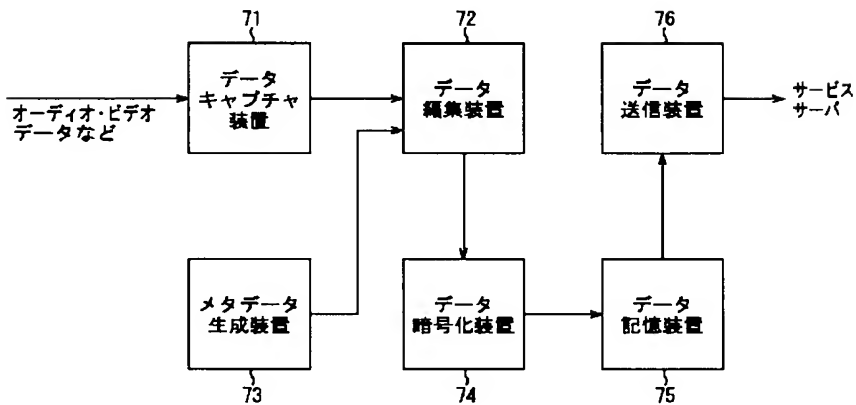 71
データ
キャプチャ
装置
オーディオ・ビデオ
データなど
72
データ
編集装置
76
データ
送信装置
サービス
サーバ
メタデータ
生成装置
73
データ
暗号化装置
74
データ
記憶装置
75